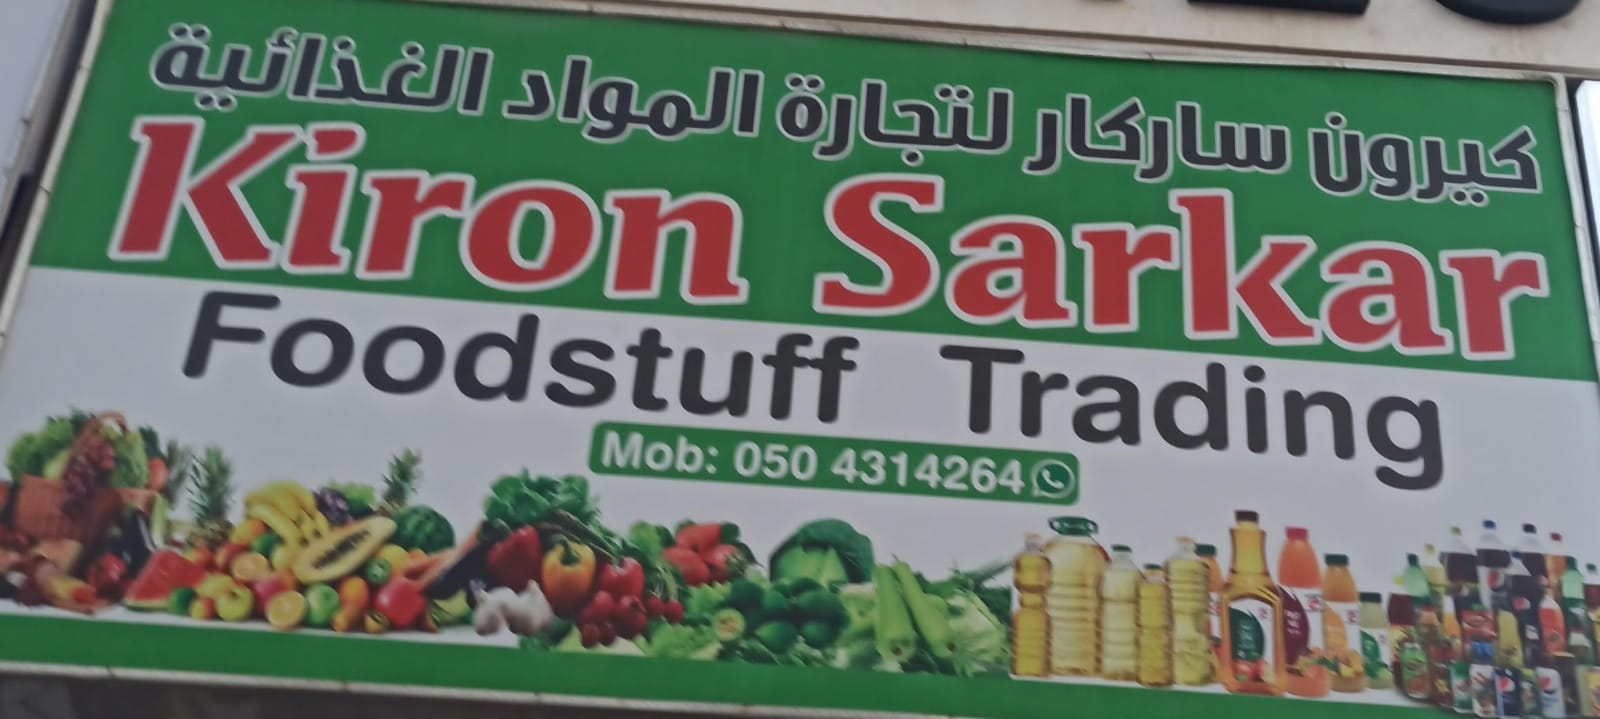 كيرون ساركار لتجارة المواد الغذائية
Kiron Sarkar
Foodstuff Trading
Mob: 050 4314264